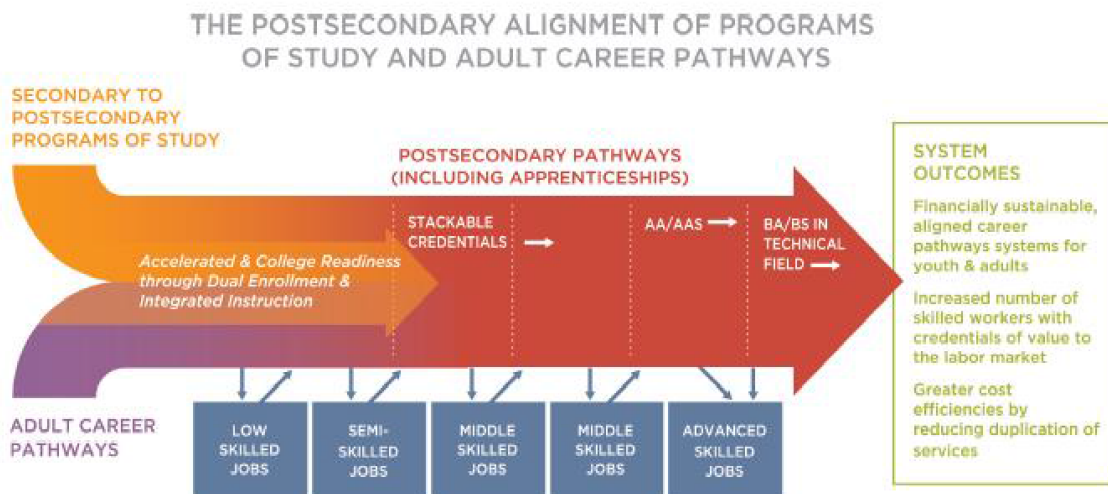 THE POSTSECONDARY ALIGNMENT OF PROGRAMS
OF STUDY AND ADULT CAREER PATHWAYS
SECONDARY TO
POSTSECONDARY
PROGRAMS OF STUDY
POSTSECONDARY PATHWAYS
(INCLUDING APPRENTICESHIPS)
STACKABLE
CREDENTIALS
AA/AAS
BA/BS IN
TECHNICAL
FIELD
Accelerated & College Readiness
through Dual Enrollment &
Integrated Instruction
ADULT CAREER
PATHWAYS
LOW
SKILLED
JOBS
SEMI-
SKILLED
JOBS
MIDDLE
SKILLED
JOBS
MIDDLE
SKILLED
JOBS
ADVANCED
SKILLED
JOBS
SYSTEM
OUTCOMES
Financially sustainable,
aligned career
pathways systems for
youth & adults
Increased number of
skilled workers with
credentials of value to
the labor market
Greater cost
efficiencies by
reducing duplication of
services